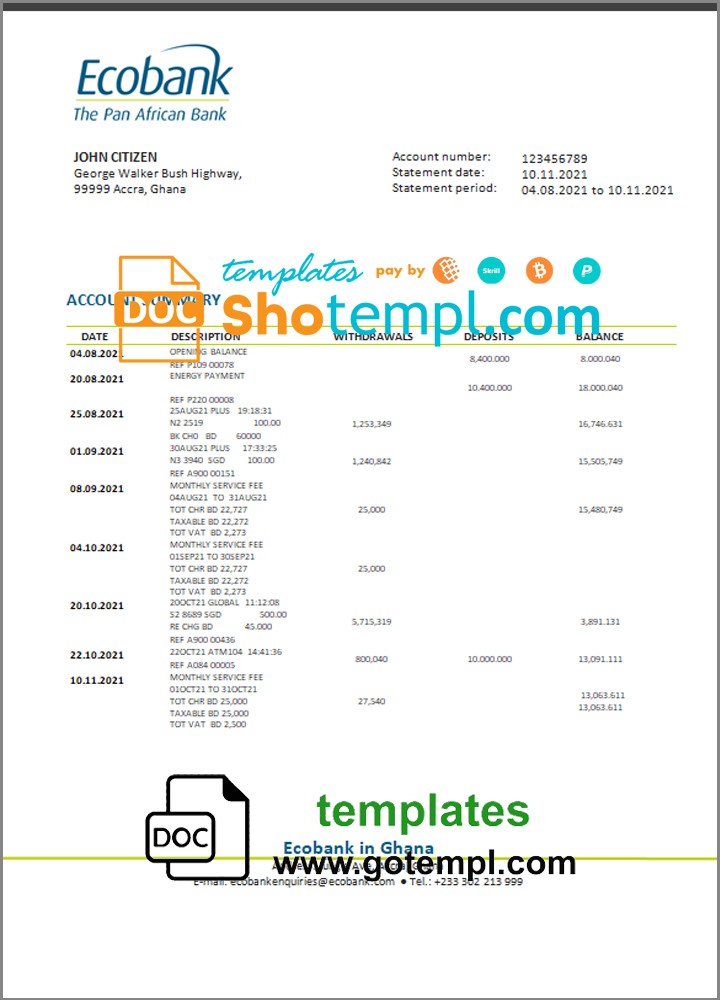 Ecobank
The Pan African Bank
JOHN CITIZEN
George Walker Bush Highway,
99999 Accra, Ghana
Account number: 123456789
Statement date: 10.11.2021
Statement period: 04.08.2021 to 10.11.2021
templates pay by Skrill
ACCOUNT SUMMARY
DOC Shotempl.com
DATE DESCRIPTION WITHDRAWALS DEPOSITS BALANCE
04.08.2021 OPENING BALANCE
REF P109 00078 8,400.000 8.000.040
20.08.2021 ENERGY PAYMENT
10.400.000 18.000.040
REF P220 00008
25.08.2021 25AUG21 PLUS 19:18:31
N2 2519 100.00 1,253,349 16,746.631
BK CH0 BD 60000
01.09.2021 30AUG21 PLUS 17:33:25
N3 3940 SGD 100.00 1,240,842 15,505,749
REF A900 00151
08.09.2021 MONTHLY SERVICE FEE
04AUG21 TO 31AUG21
TOT CHR BD 22,727 25,000 15,480,749
TAXABLE BD 22,272
TOT VAT BD 2,273
04.10.2021 MONTHLY SERVICE FEE
01SEP21 TO 30SEP21
TOT CHR BD 22,727 25,000
TAXABLE BD 22,272
TOT VAT BD 2,273
20.10.2021 20OCT21 GLOBAL 11:12:08
S2 8689 SGD 500.00
RE CHG BD 45.000 5,715,319 3,891.131
REF A900 00436
22.10.2021 22OCT21 ATM104 14:41:36
REF A084 00005 800,040 10.000.000 13,091.111
10.11.2021 MONTHLY SERVICE FEE
01OCT21 TO 31OCT21 13,063.611
TOT CHR BD 25,000 27,540 13,063.611
TAXABLE BD 25,000
TOT VAT BD 2,500
templates
DOC
Ecobank in Ghana
www.gotempl.com
E-mail: ecobankenquiries@ecobank.com • Tel.: +233 302 213 999